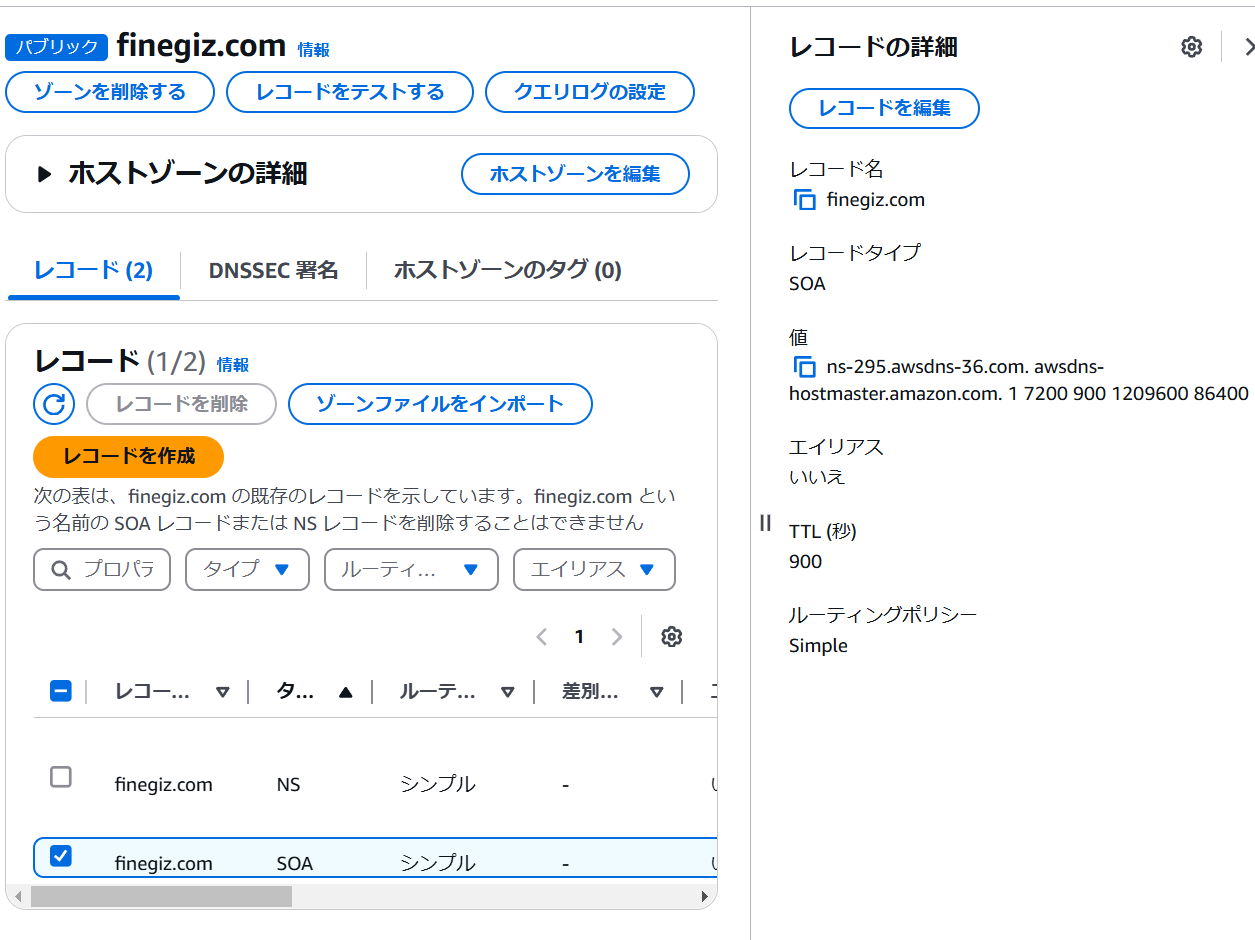 パブリック finegiz.com 情報
ゾーンを削除する レコードをテストする クエリログの設定
ホストゾーンの詳細 ホストゾーンを編集
レコード (2) DNSSEC 署名 ホストゾーンのタグ (0)
レコード (1/2) 情報
レコードを削除 ゾーンファイルをインポート
レコードを作成
次の表は、finegiz.com の既存のレコードを示しています。finegiz.com とい
う名前の SOA レコードまたは NS レコードを削除することはできません
プロパラ タイプ ルーティ... エイリアス
1
レコー... タ... ルーテ... 差別...
finegiz.com NS シンプル -
finegiz.com SOA シンプル -
レコードの詳細
レコードを編集
レコード名
finegiz.com
レコードタイプ
SOA
値
ns-295.awsdns-36.com. awsdns-
hostmaster.amazon.com. 1 7200 900 1209600 86400
エイリアス
いいえ
TTL (秒)
900
ルーティングポリシー
Simple